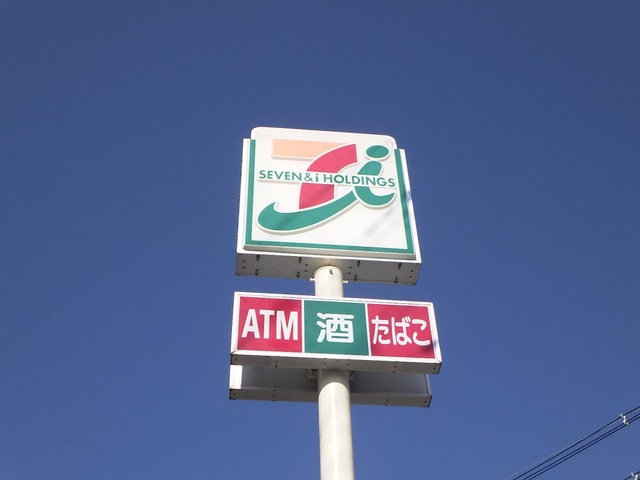 SEVEN&i HOLDINGS
ATM 酒 たばこ